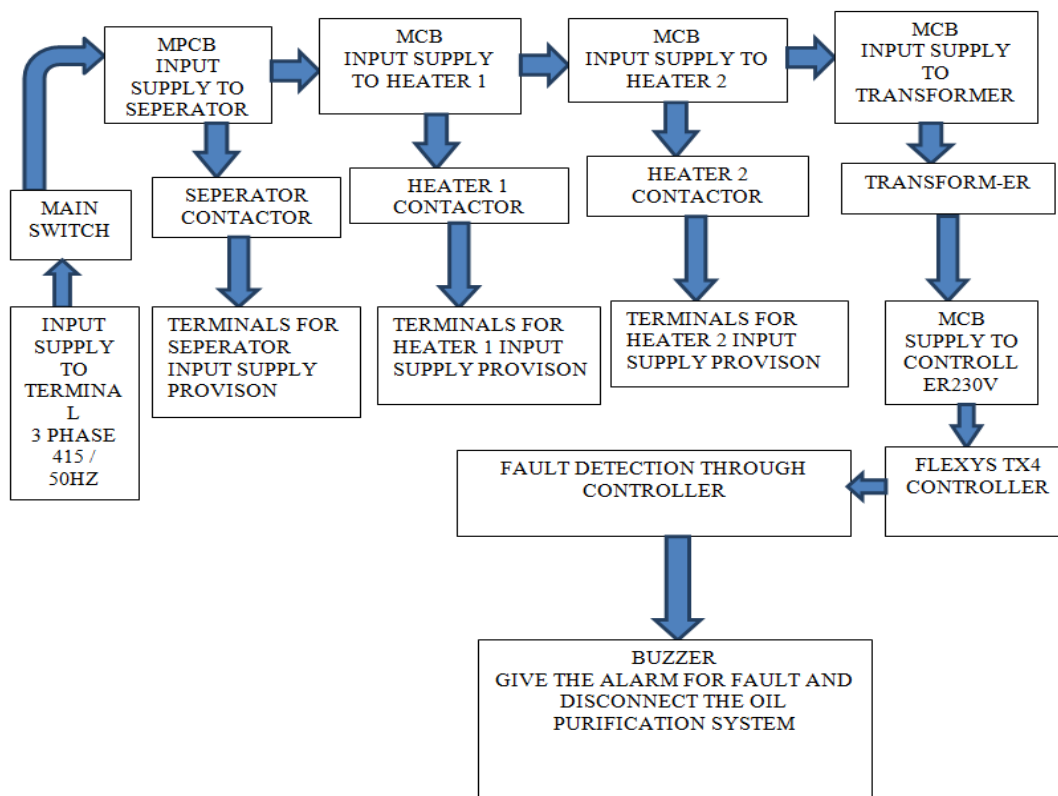 MPCB
INPUT
SUPPLY TO
SEPERATOR
MCB
INPUT SUPPLY
TO HEATER 1
MCB
INPUT SUPPLY TO
HEATER 2
MCB
INPUT SUPPLY
TO
TRANSFORMER
MAIN
SWITCH
SEPERATOR
CONTACTOR
HEATER 1
CONTACTOR
HEATER 2
CONTACTOR
TRANSFORM-ER
INPUT
SUPPLY
TO
TERMINA
L
3 PHASE
415 /
50HZ
TERMINALS FOR
SEPERATOR
INPUT SUPPLY
PROVISON
TERMINALS FOR
HEATER 1 INPUT
SUPPLY PROVISON
TERMINALS FOR
HEATER 2 INPUT
SUPPLY PROVISON
MCB
SUPPLY TO
CONTROLL
ER230V
FAULT DETECTION THROUGH
CONTROLLER
FLEXYS TX4
CONTROLLER
BUZZER
GIVE THE ALARM FOR FAULT AND
DISCONNECT THE OIL
PURIFICATION SYSTEM